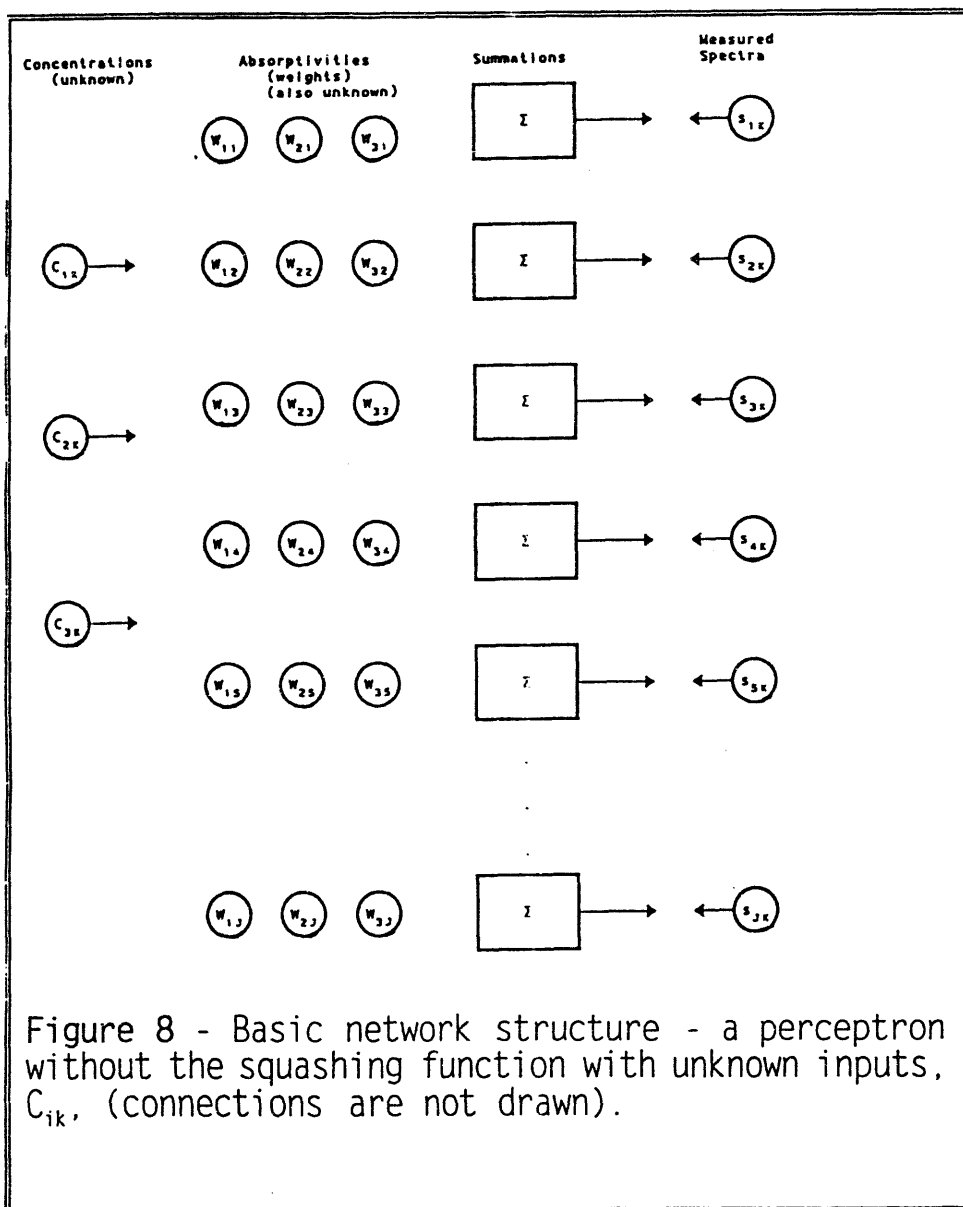 Concentrations (unknown)
Absorptivities (weights) (also unknown)
Summations
Measured Spectra
W₁₁ W₂₁ W₃₁ Σ S₁ₖ
C₁ₖ W₁₂ W₂₂ W₃₂ Σ S₂ₖ
W₁₃ W₂₃ W₃₃ Σ S₃ₖ
C₂ₖ
W₁₄ W₂₄ W₃₄ Σ S₄ₖ
C₃ₖ
W₁₅ W₂₅ W₃₅ Σ S₅ₖ
.
.
.
W₁J W₂J W₃J Σ SJK
Figure 8 - Basic network structure - a perceptron
without the squashing function with unknown inputs,
Cᵢₖ, (connections are not drawn).